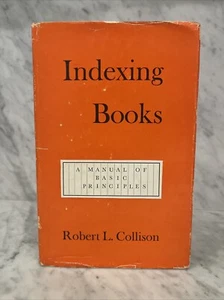 Indexing
Books
A MANUAL OF
BASIC
PRINCIPLES
Robert L. Collison